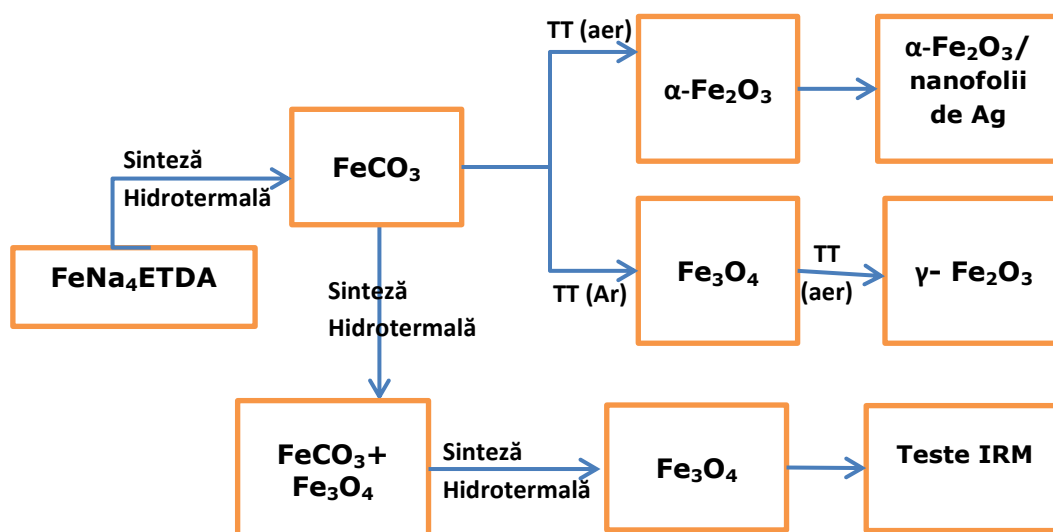 TT (aer)
α-Fe₂O₃
α-Fe₂O₃/
nanofolii
de Ag
Sinteză
Hidrotermală
FeCO₃
FeNa₄ETDA
TT (Ar)
Fe₃O₄
TT
(aer)
γ- Fe₂O₃
Sinteză
Hidrotermală
FeCO₃+
Fe₃O₄
Sinteză
Hidrotermală
Fe₃O₄
Teste IRM